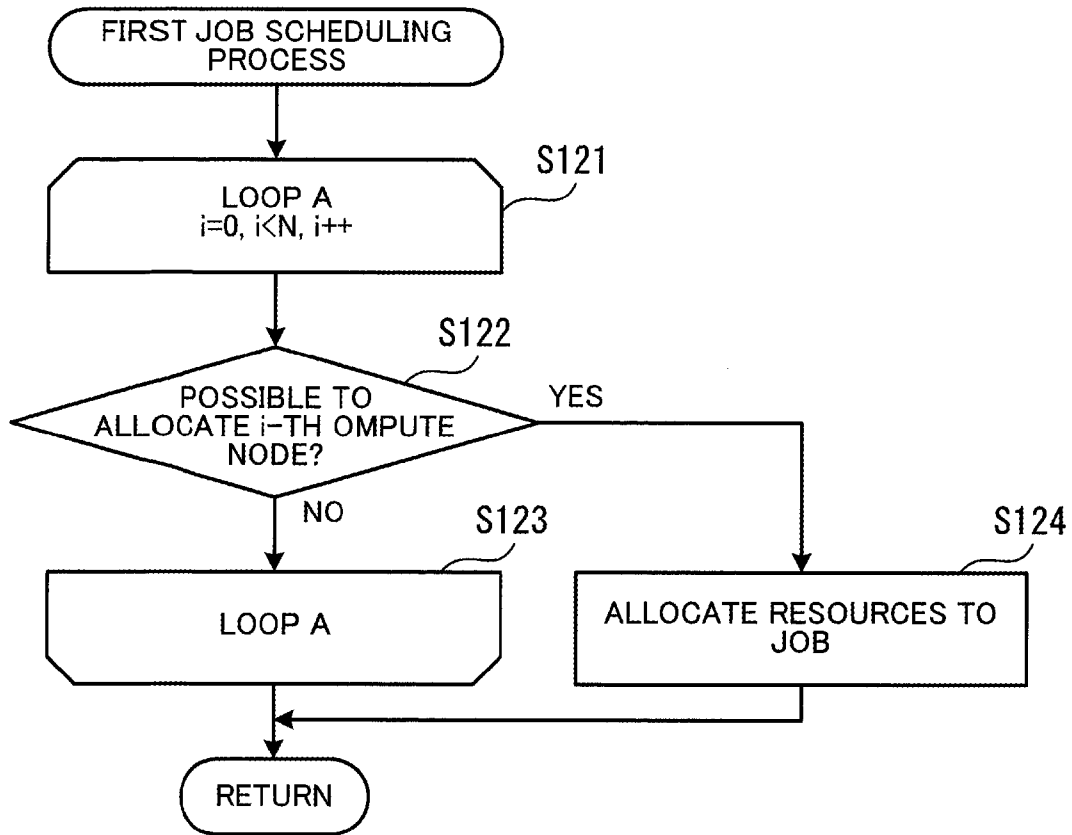 FIRST JOB SCHEDULING
PROCESS
S121
LOOP A
i=0, i<N, i++
S122
POSSIBLE TO
ALLOCATE i-TH OMPUTE
NODE?
YES
NO
S123
LOOP A
S124
ALLOCATE RESOURCES TO
JOB
RETURN